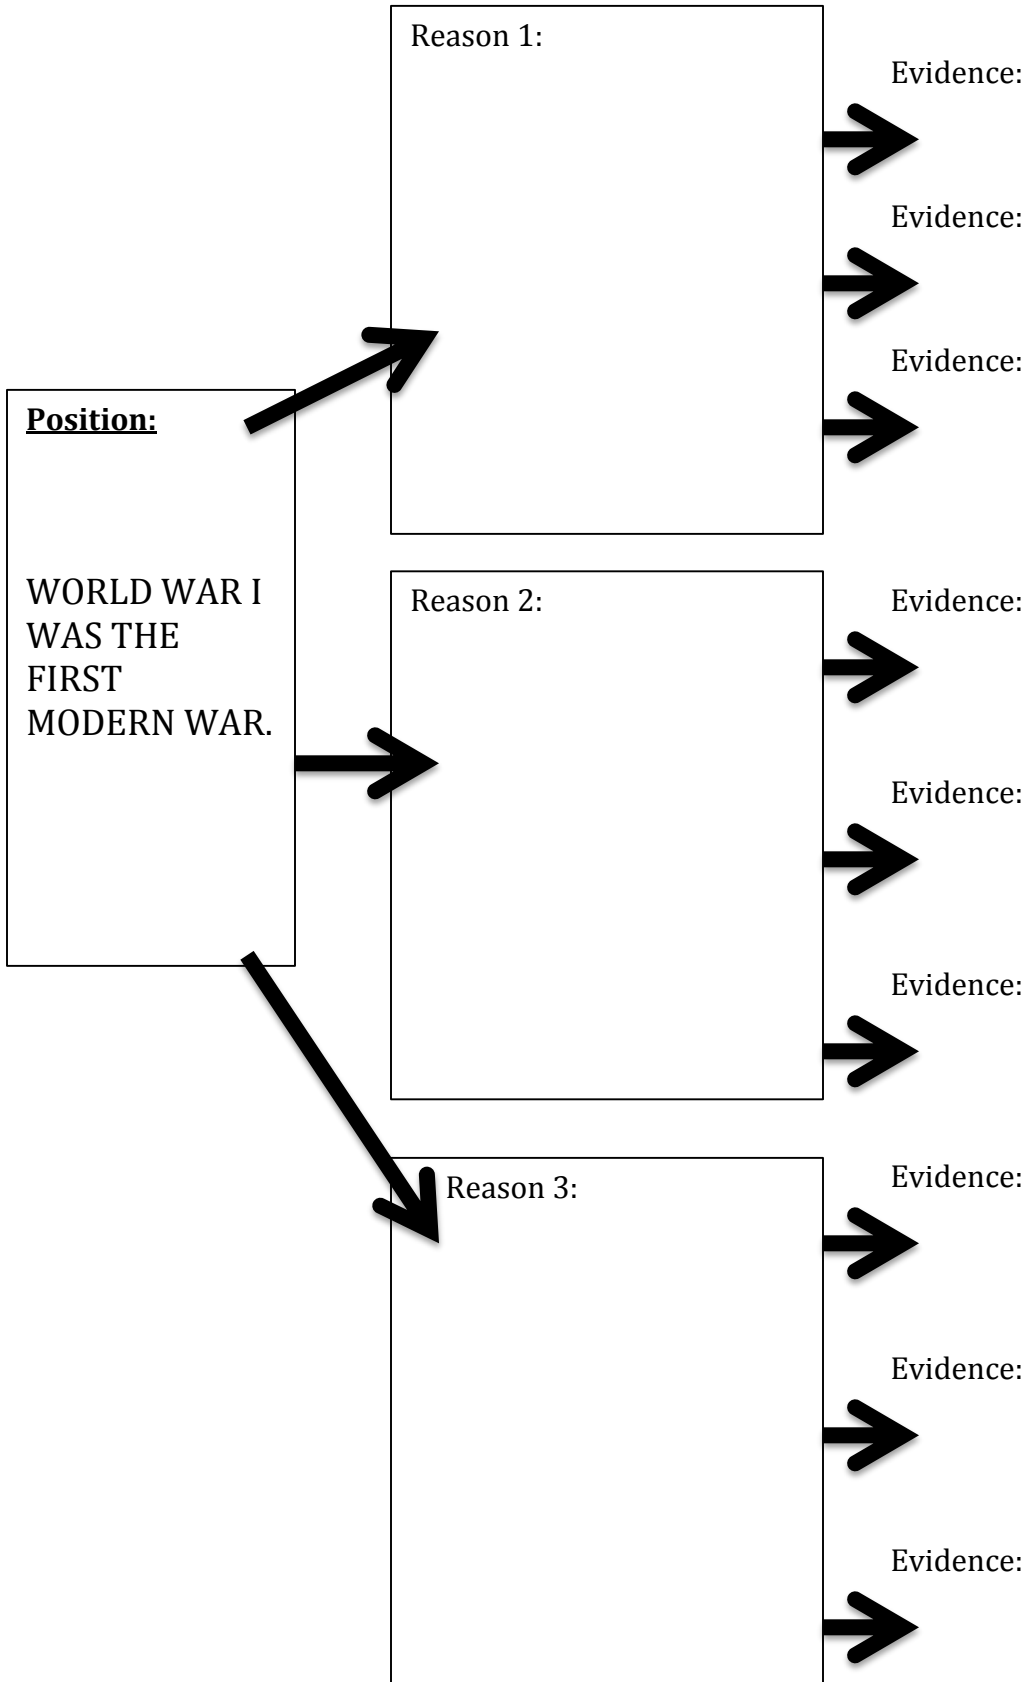 Reason 1:
Evidence:
Evidence:
Evidence:
Position:
WORLD WAR I
WAS THE
FIRST
MODERN WAR.
Reason 2:
Evidence:
Evidence:
Evidence:
Reason 3:
Evidence:
Evidence:
Evidence: